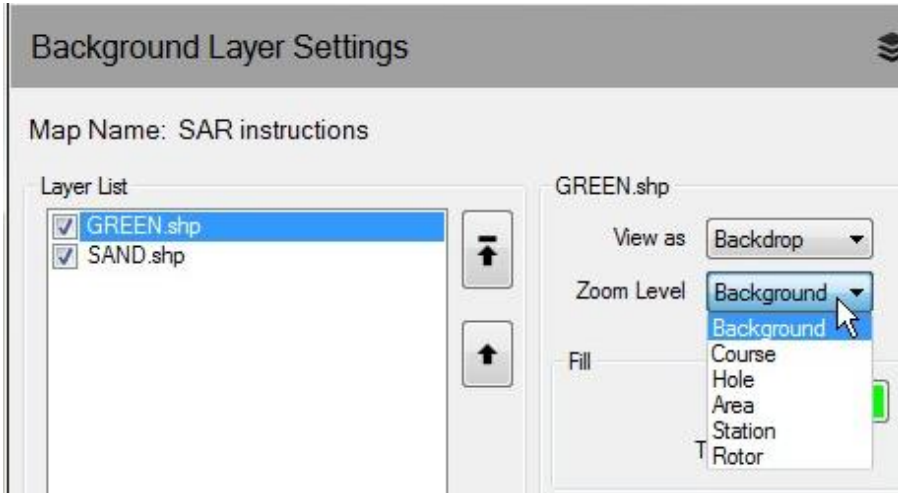 Background Layer Settings
Map Name: SAR instructions
Layer List
GREEN.shp
SAND.shp
GREEN.shp
View as Backdrop
Zoom Level Background
Background
Course
Fill
Hole
Area
Station
T
Rotor